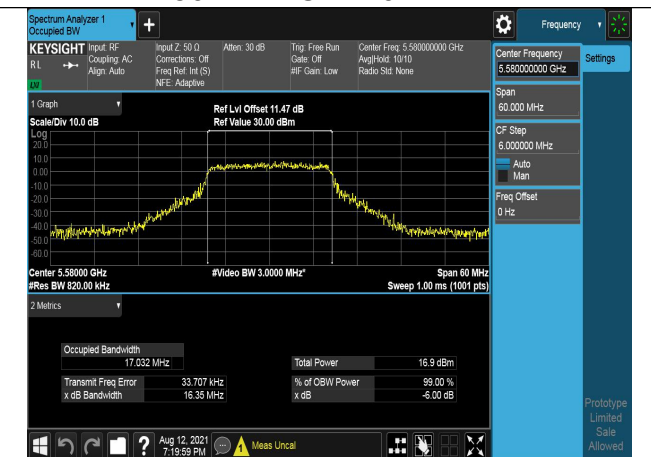 Spectrum Analyzer 1
Occupied BW
+
Frequency
KEYSIGHT
RL
LXI
Input: RF
Coupling: AC
Align: Auto
Input Z: 50 Ω
Corrections: Off
Freq Ref: Int (S)
NFE: Adaptive
Atten: 30 dB
Trig: Free Run
Gate: Off
#IF Gain: Low
Center Freq: 5.580000000 GHz
Avg|Hold: 10/10
Radio Std: None
Center Frequency
5.580000000 GHz
Settings
Span
60.000 MHz
CF Step
6.000000 MHz
Auto
Man
Freq Offset
0 Hz
1 Graph
Scale/Div 10.0 dB
Ref Lvl Offset 11.47 dB
Ref Value 30.00 dBm
Log
20.0
10.0
0.00
-10.0
-20.0
-30.0
-40.0
-50.0
-60.0
Center 5.58000 GHz
#Video BW 3.0000 MHz*
Span 60 MHz
#Res BW 820.00 kHz
Sweep 1.00 ms (1001 pts)
2 Metrics
Occupied Bandwidth
17.032 MHz
Total Power 16.9 dBm
Transmit Freq Error 33.707 kHz
% of OBW Power 99.00 %
x dB Bandwidth 16.35 MHz
x dB -6.00 dB
Prototype
Limited
Sale
Allowed
?
Aug 12, 2021
7:19:59 PM
Meas Uncal